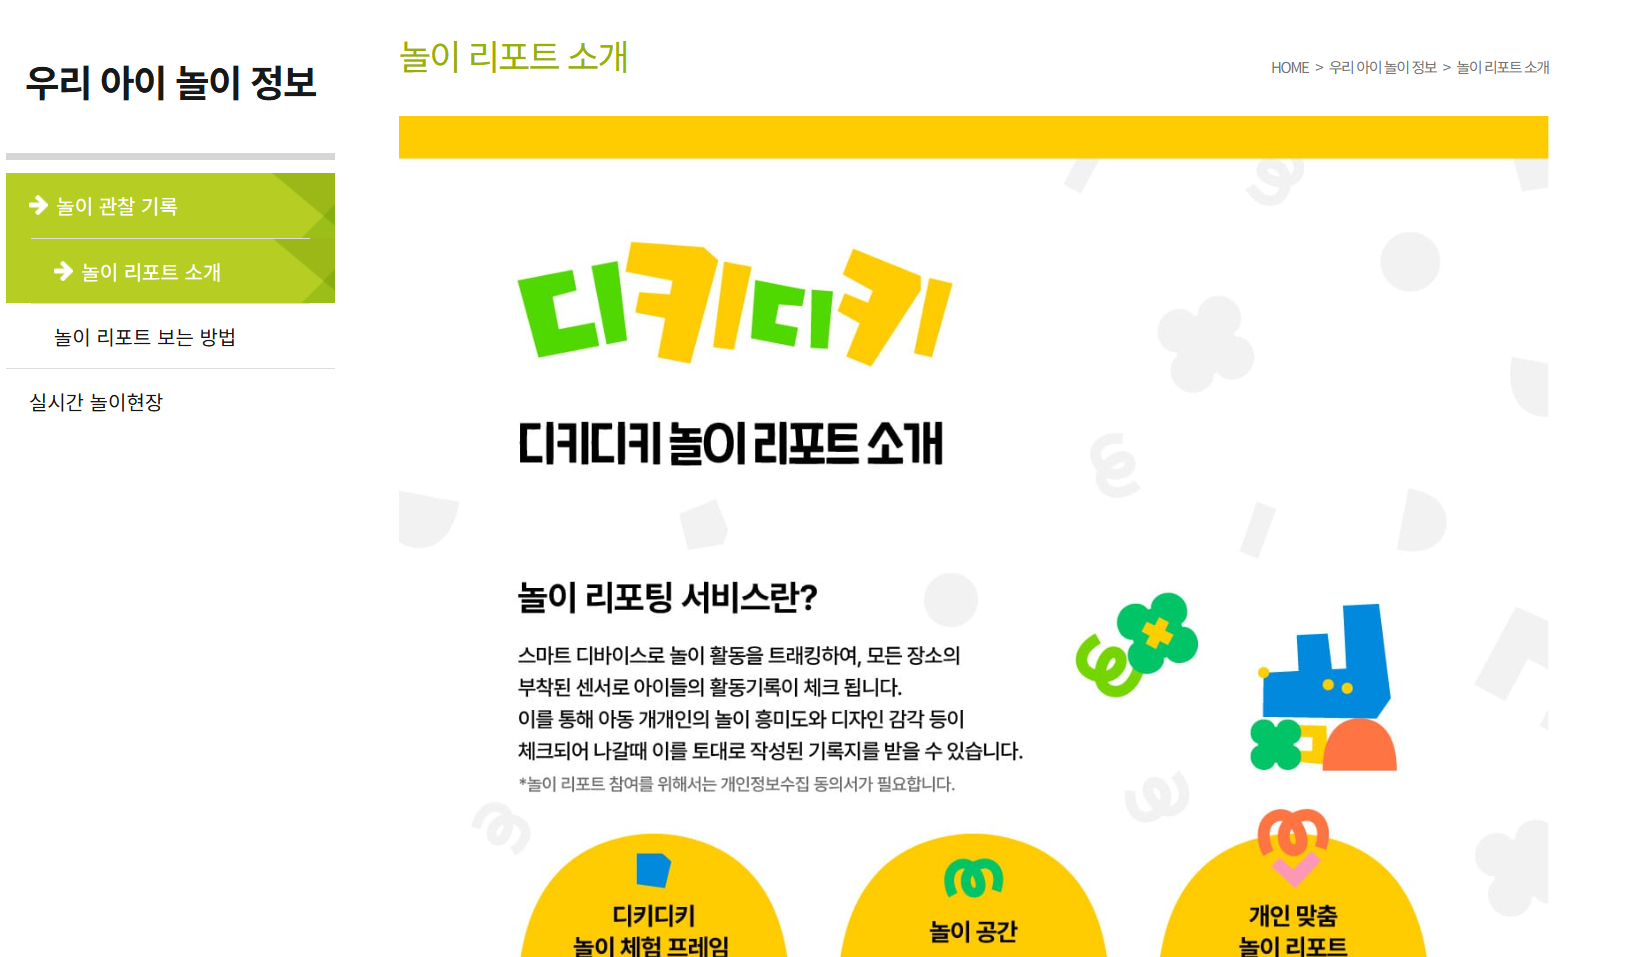 우리 아이 놀이 정보
놀이 관찰 기록
놀이 리포트 소개
놀이 리포트 보는 방법
실시간 놀이현장
놀이 리포트 소개
HOME > 우리 아이 놀이 정보 > 놀이 리포트 소개
디키디키
디키디키 놀이 리포트 소개
놀이 리포팅 서비스란?
스마트 디바이스로 놀이 활동을 트래킹하여, 모든 장소의
부착된 센서로 아이들의 활동기록이 체크 됩니다.
이를 통해 아동 개개인의 놀이 흥미도와 디자인 감각 등이
체크되어 나갈때 이를 토대로 작성된 기록지를 받을 수 있습니다.
*놀이 리포트 참여를 위해서는 개인정보수집 동의서가 필요합니다.
디키디키
놀이 체험 프레임
놀이 공간
개인 맞춤
놀이 리포트